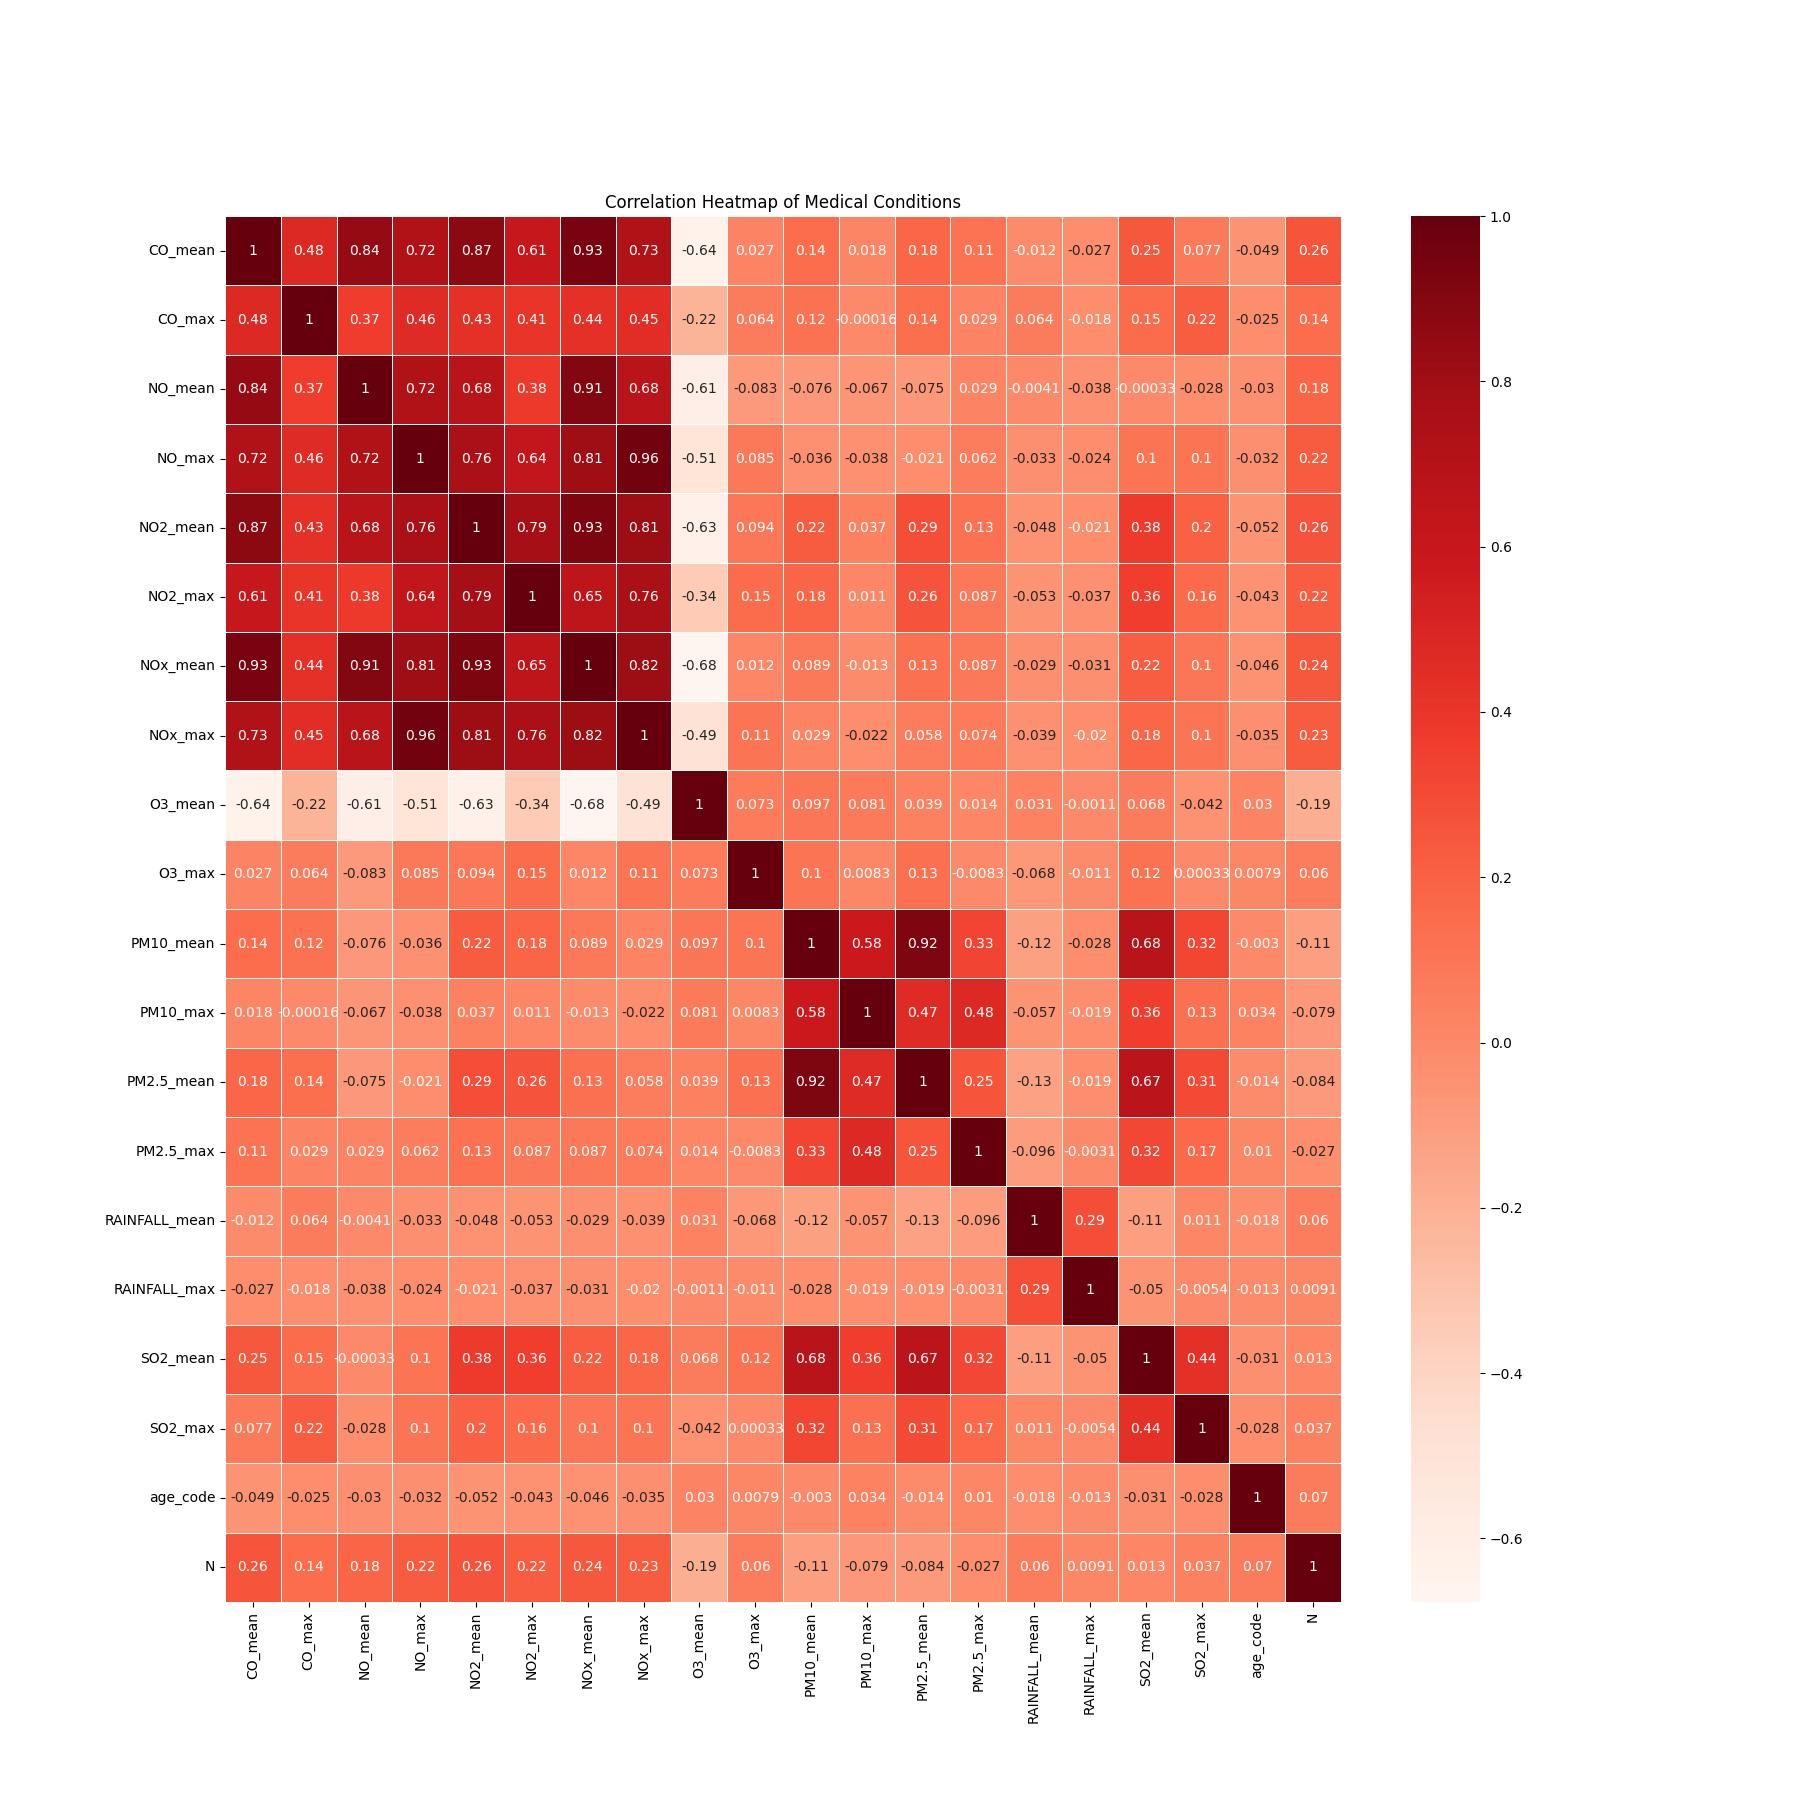 Correlation Heatmap of Medical Conditions
CO_mean 1 0.48 0.84 0.72 0.87 0.61 0.93 0.73 -0.64 0.027 0.14 0.018 0.18 0.11 -0.012 -0.027 0.25 0.077 -0.049 0.26
CO_max 0.48 1 0.37 0.46 0.43 0.41 0.44 0.45 -0.22 0.064 0.12 -0.00016 0.14 0.029 0.064 -0.018 0.15 0.22 -0.025 0.14
NO_mean 0.84 0.37 1 0.72 0.68 0.38 0.91 0.68 -0.61 -0.083 -0.076 -0.067 -0.075 0.029 -0.0041 -0.038 -0.00033 -0.028 -0.03 0.18
NO_max 0.72 0.46 0.72 1 0.76 0.64 0.81 0.96 -0.51 0.085 -0.036 -0.038 -0.021 0.062 -0.033 -0.024 0.1 0.1 -0.032 0.22
NO2_mean 0.87 0.43 0.68 0.76 1 0.79 0.93 0.81 -0.63 0.094 0.22 0.037 0.29 0.13 -0.048 -0.021 0.38 0.2 -0.052 0.26
NO2_max 0.61 0.41 0.38 0.64 0.79 1 0.65 0.76 -0.34 0.15 0.18 0.011 0.26 0.087 -0.053 -0.037 0.36 0.16 -0.043 0.22
NOx_mean 0.93 0.44 0.91 0.81 0.93 0.65 1 0.82 -0.68 0.012 0.089 -0.013 0.13 0.087 -0.029 -0.031 0.22 0.1 -0.046 0.24
NOx_max 0.73 0.45 0.68 0.96 0.81 0.76 0.82 1 -0.49 0.11 0.029 -0.022 0.058 0.074 -0.039 -0.02 0.18 0.1 -0.035 0.23
O3_mean -0.64 -0.22 -0.61 -0.51 -0.63 -0.34 -0.68 -0.49 1 0.073 0.097 0.081 0.039 0.014 0.031 -0.0011 0.068 -0.042 0.03 -0.19
O3_max 0.027 0.064 -0.083 0.085 0.094 0.15 0.012 0.11 0.073 1 0.1 0.0083 0.13 -0.0083 -0.068 -0.011 0.12 0.00033 0.0079 0.06
PM10_mean 0.14 0.12 -0.076 -0.036 0.22 0.18 0.089 0.029 0.097 0.1 1 0.58 0.92 0.33 -0.12 -0.028 0.68 0.32 -0.003 -0.11
PM10_max 0.018 -0.00016 -0.067 -0.038 0.037 0.011 -0.013 -0.022 0.081 0.0083 0.58 1 0.47 0.48 -0.057 -0.019 0.36 0.13 0.034 -0.079
PM2.5_mean 0.18 0.14 -0.075 -0.021 0.29 0.26 0.13 0.058 0.039 0.13 0.92 0.47 1 0.25 -0.13 -0.019 0.67 0.31 -0.014 -0.084
PM2.5_max 0.11 0.029 0.029 0.062 0.13 0.087 0.087 0.074 0.014 -0.0083 0.33 0.48 0.25 1 -0.096 -0.0031 0.32 0.17 0.01 -0.027
RAINFALL_mean -0.012 0.064 -0.0041 -0.033 -0.048 -0.053 -0.029 -0.039 0.031 -0.068 -0.12 -0.057 -0.13 -0.096 1 0.29 -0.11 0.011 -0.018 0.06
RAINFALL_max -0.027 -0.018 -0.038 -0.024 -0.021 -0.037 -0.031 -0.02 -0.0011 -0.011 -0.028 -0.019 -0.019 -0.0031 0.29 1 -0.05 -0.0054 -0.013 0.0091
SO2_mean 0.25 0.15 -0.00033 0.1 0.38 0.36 0.22 0.18 0.068 0.12 0.68 0.36 0.67 0.32 -0.11 -0.05 1 0.44 -0.031 0.013
SO2_max 0.077 0.22 -0.028 0.1 0.2 0.16 0.1 0.1 -0.042 0.00033 0.32 0.13 0.31 0.17 0.011 -0.0054 0.44 1 -0.028 0.037
age_code -0.049 -0.025 -0.03 -0.032 -0.052 -0.043 -0.046 -0.035 0.03 0.0079 -0.003 0.034 -0.014 0.01 -0.018 -0.013 -0.031 -0.028 1 0.07
N 0.26 0.14 0.18 0.22 0.26 0.22 0.24 0.23 -0.19 0.06 -0.11 -0.079 -0.084 -0.027 0.06 0.0091 0.013 0.037 0.07 1
CO_mean CO_max NO_mean NO_max NO2_mean NO2_max NOx_mean NOx_max O3_mean O3_max PM10_mean PM10_max PM2.5_mean PM2.5_max RAINFALL_mean RAINFALL_max SO2_mean SO2_max age_code N
1.0
0.8
0.6
0.4
0.2
0.0
−0.2
−0.4
−0.6